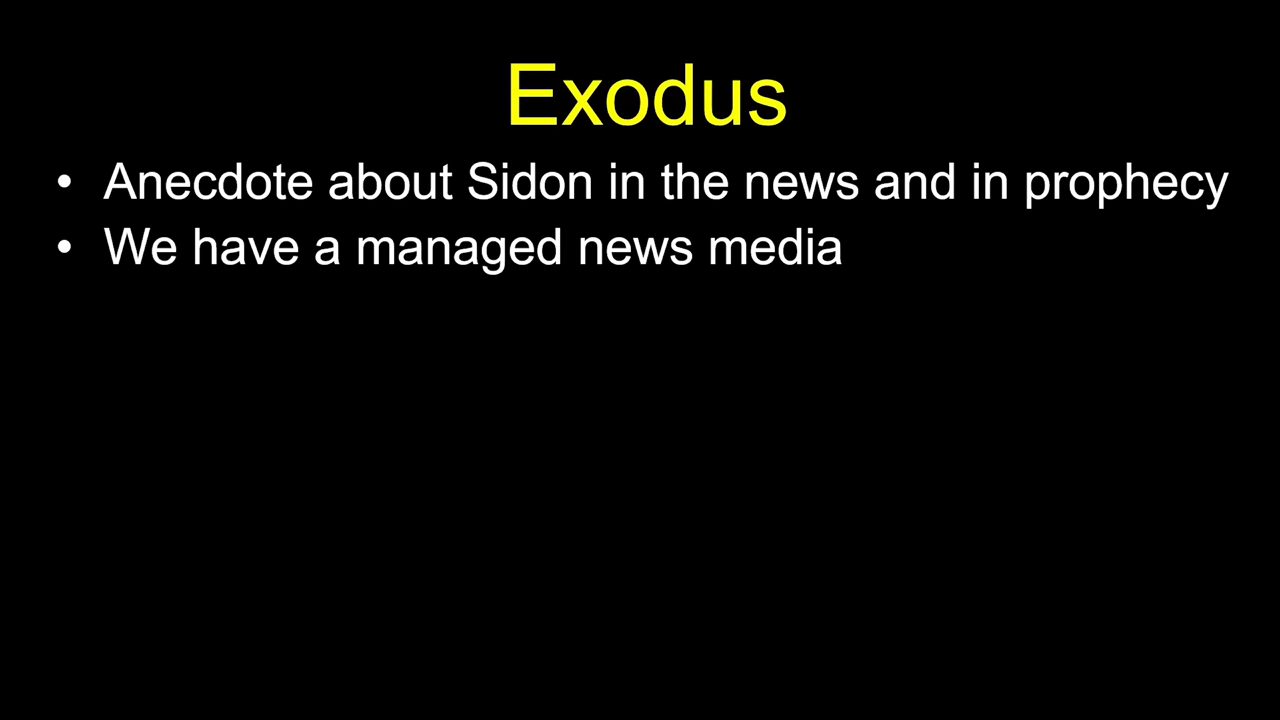 Exodus
• Anecdote about Sidon in the news and in prophecy
• We have a managed news media